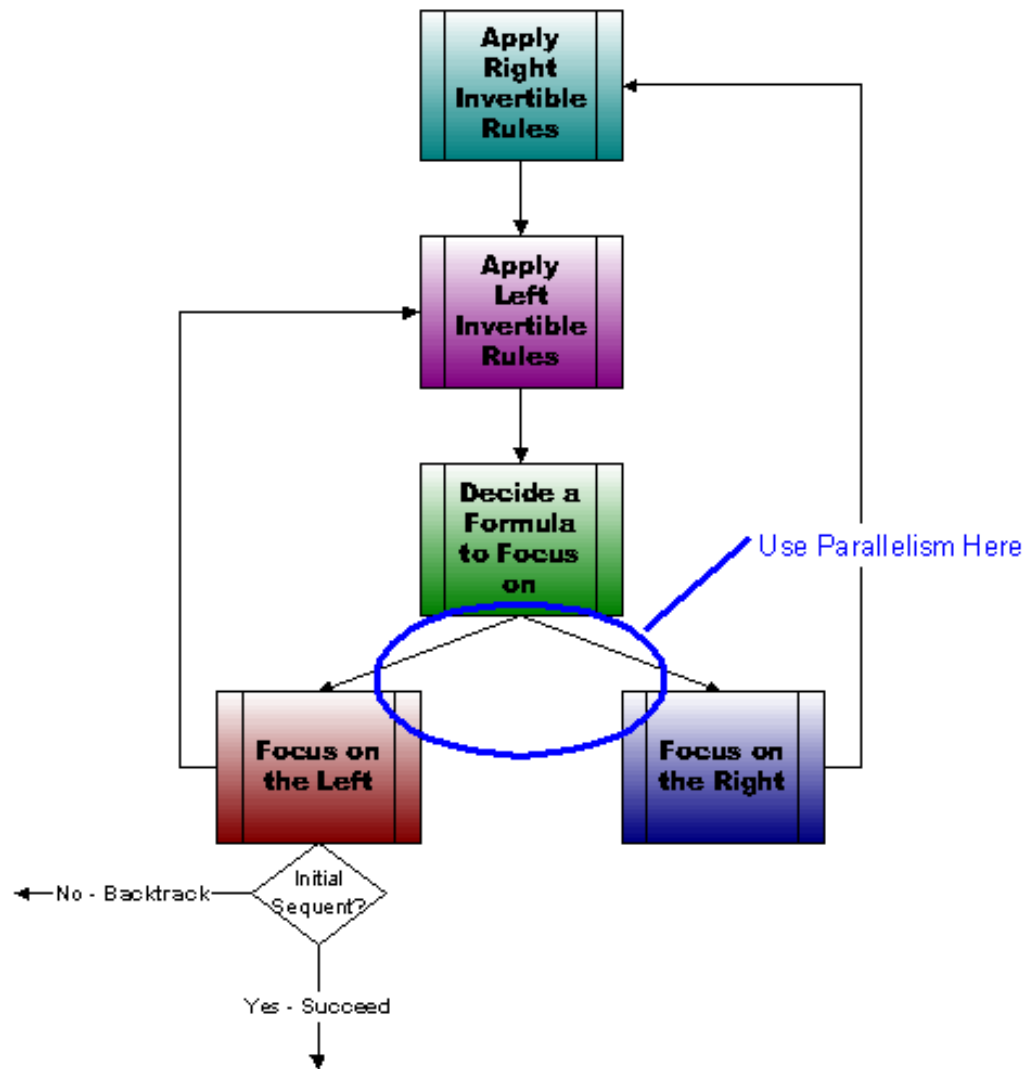 Apply
Right
Invertible
Rules
Apply
Left
Invertible
Rules
Decide a
Formula
to Focus
on
Use Parallelism Here
Focus on
the Left
Focus on
the Right
Initial
Sequent?
No - Backtrack
Yes - Succeed